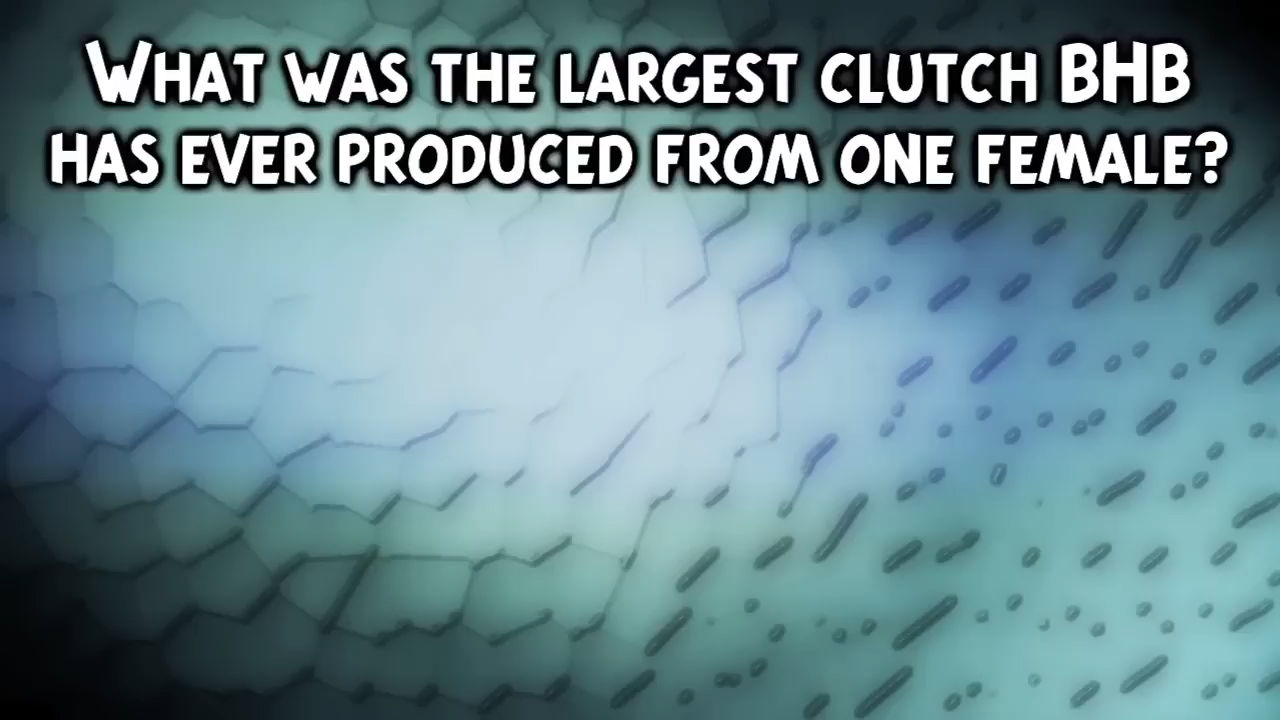 What was the largest clutch BHB
has ever produced from one female?